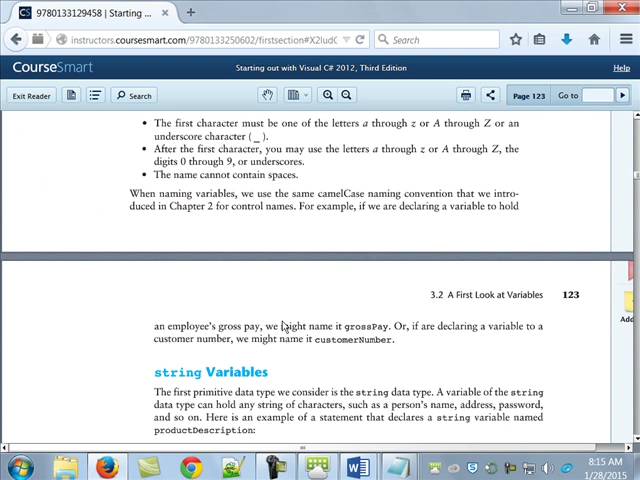 9780133129458 | Starting ...
instructors.coursesmart.com/9780133250602/firstsection#X2ludG
Search
CourseSmart
Starting out with Visual C# 2012, Third Edition
Help
Exit Reader
Search
Page 123
Go to
• The first character must be one of the letters a through z or A through Z or an
underscore character (_).
• After the first character, you may use the letters a through z or A through Z, the
digits 0 through 9, or underscores.
• The name cannot contain spaces.
When naming variables, we use the same camelCase naming convention that we intro-
duced in Chapter 2 for control names. For example, if we are declaring a variable to hold
3.2 A First Look at Variables 123
an employee's gross pay, we might name it grossPay. Or, if are declaring a variable to a
customer number, we might name it customerNumber.
string Variables
The first primitive data type we consider is the string data type. A variable of the string
data type can hold any string of characters, such as a person's name, address, password,
and so on. Here is an example of a statement that declares a string variable named
productDescription:
8:15 AM
1/28/2015